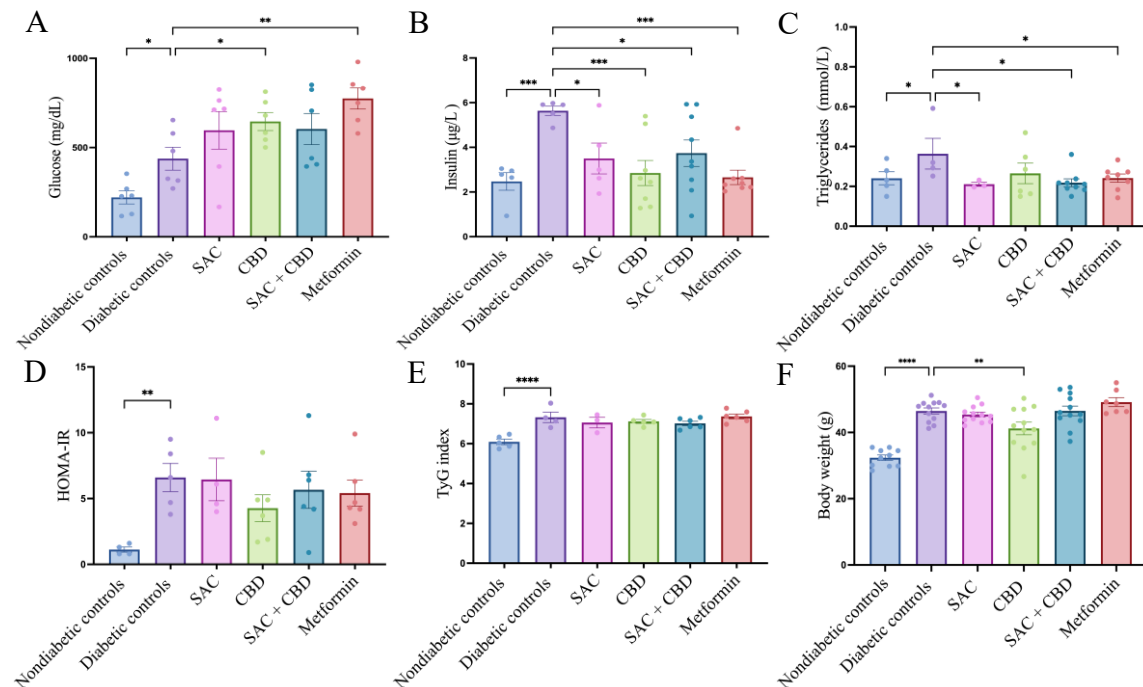 A
Glucose (mg/dL)
1000
500
0
*
*
**
Nondiabetic controls
Diabetic controls
SAC
CBD
SAC + CBD
Metformin
B
Insulin (µg/L)
8
6
4
2
0
***
*
***
*
***
Nondiabetic controls
Diabetic controls
SAC
CBD
SAC + CBD
Metformin
C
Triglycerides (mmol/L)
1.0
0.8
0.6
0.4
0.2
0.0
*
*
*
*
Nondiabetic controls
Diabetic controls
SAC
CBD
SAC + CBD
Metformin
D
HOMA-IR
15
10
5
0
**
Nondiabetic controls
Diabetic controls
SAC
CBD
SAC + CBD
Metformin
E
TyG index
10
8
6
4
2
0
****
Nondiabetic controls
Diabetic controls
SAC
CBD
SAC + CBD
Metformin
F
Body weight (g)
60
40
20
0
****
**
Nondiabetic controls
Diabetic controls
SAC
CBD
SAC + CBD
Metformin